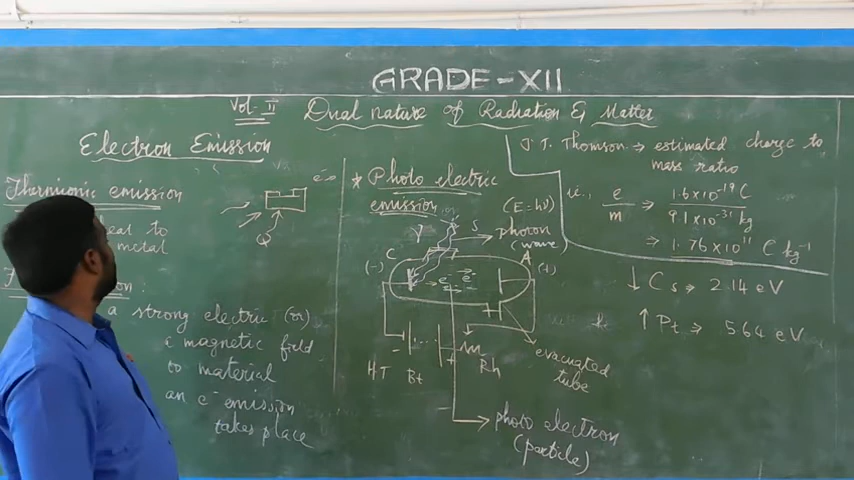 GRADE-XII
Vol-II Dual nature of Radiation & Matter
Electron Emission
Thermionic emission
eat to
metal
on:
a strong electric (or)
a magnetic field
to material
an e⁻ emission
takes place
e⁻
Q
* Photo electric
emission
(E=hν)
γ
S
photon
(wave)
C
A
(-)
(+)
e⁻
e⁻
-
+
HT Bt
Rh
evacuated
tube
photo electron
(particle)
J.J. Thomson → estimated charge to
mass ratio
i.e., e/m → 1.6×10⁻¹⁹ C / 9.1×10⁻³¹ kg
⇒ 1.76×10¹¹ C kg⁻¹
↓ Cs ⇒ 2.14 eV
↑ Pt ⇒ 5.64 eV